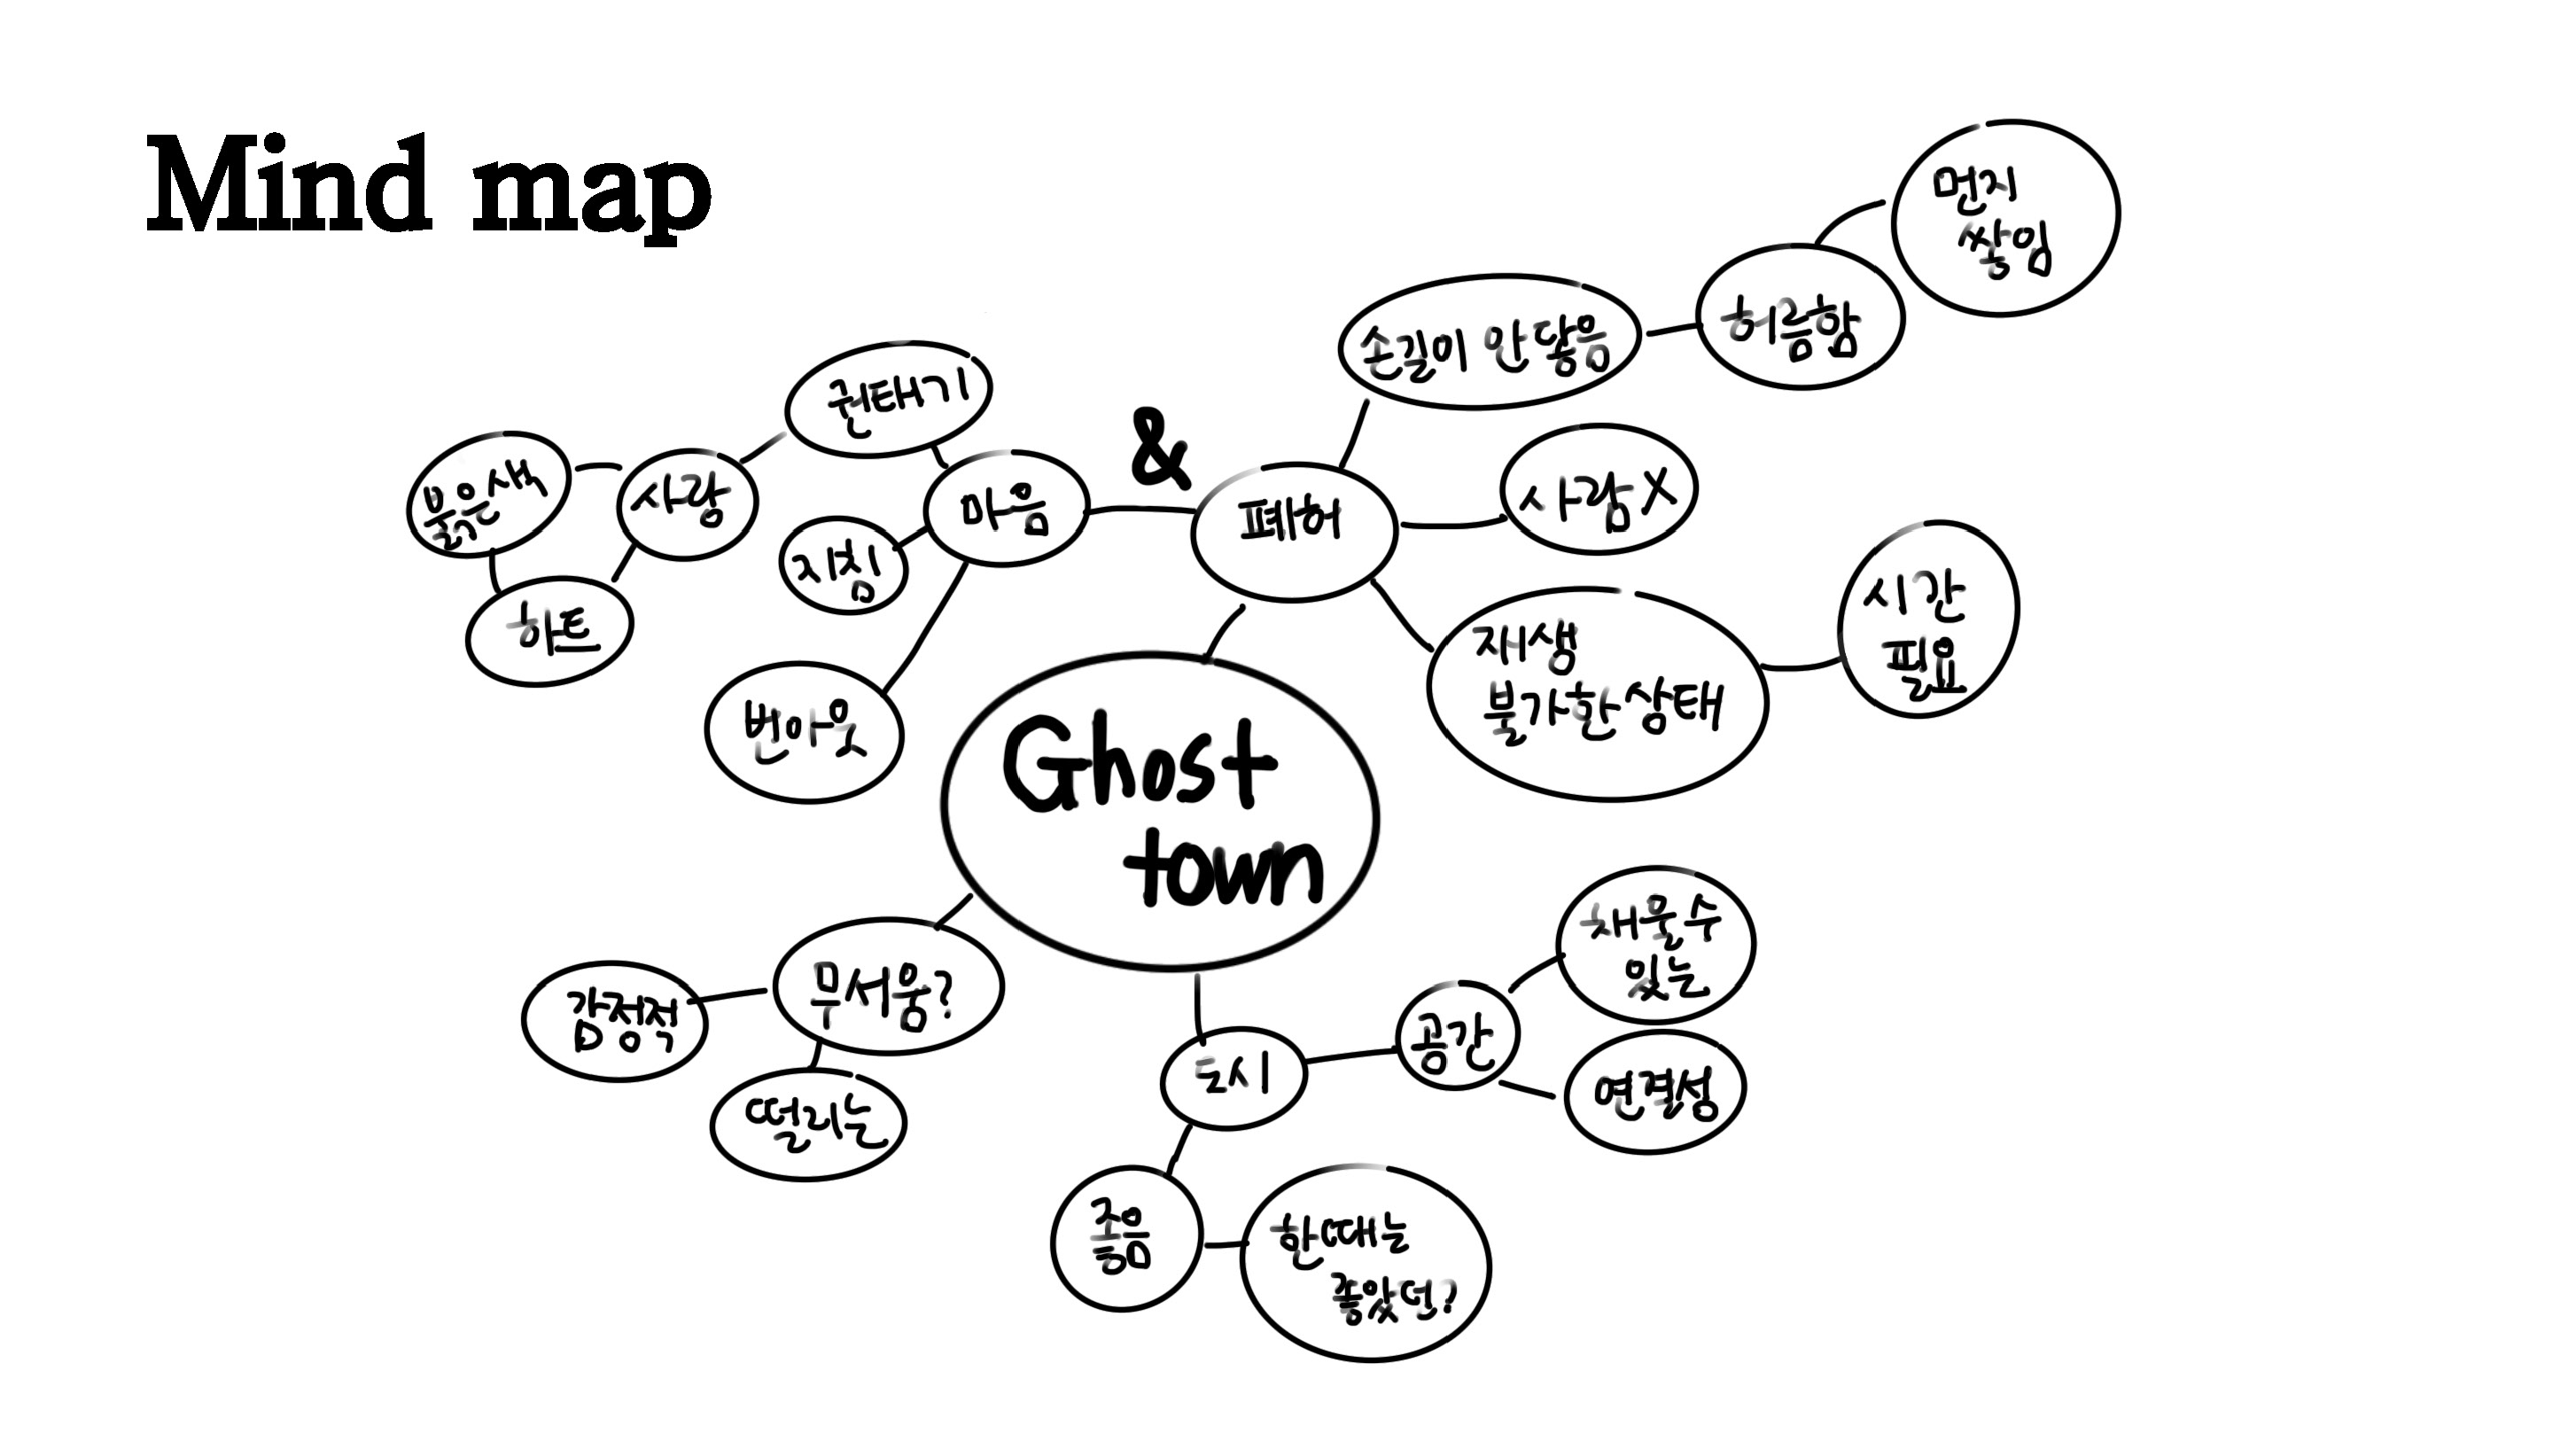 Mind map
먼지
쌓임
손길이 안 닿음
허름함
권태기
&
붉은색
사랑
마음
폐허
사람X
지침
하트
시간
필요
재생
불가한 상태
번아웃
Ghost
town
채울 수
있는
무서움?
감정적
공간
도시
연결성
떨리는
좋음
한때는
좋았던?